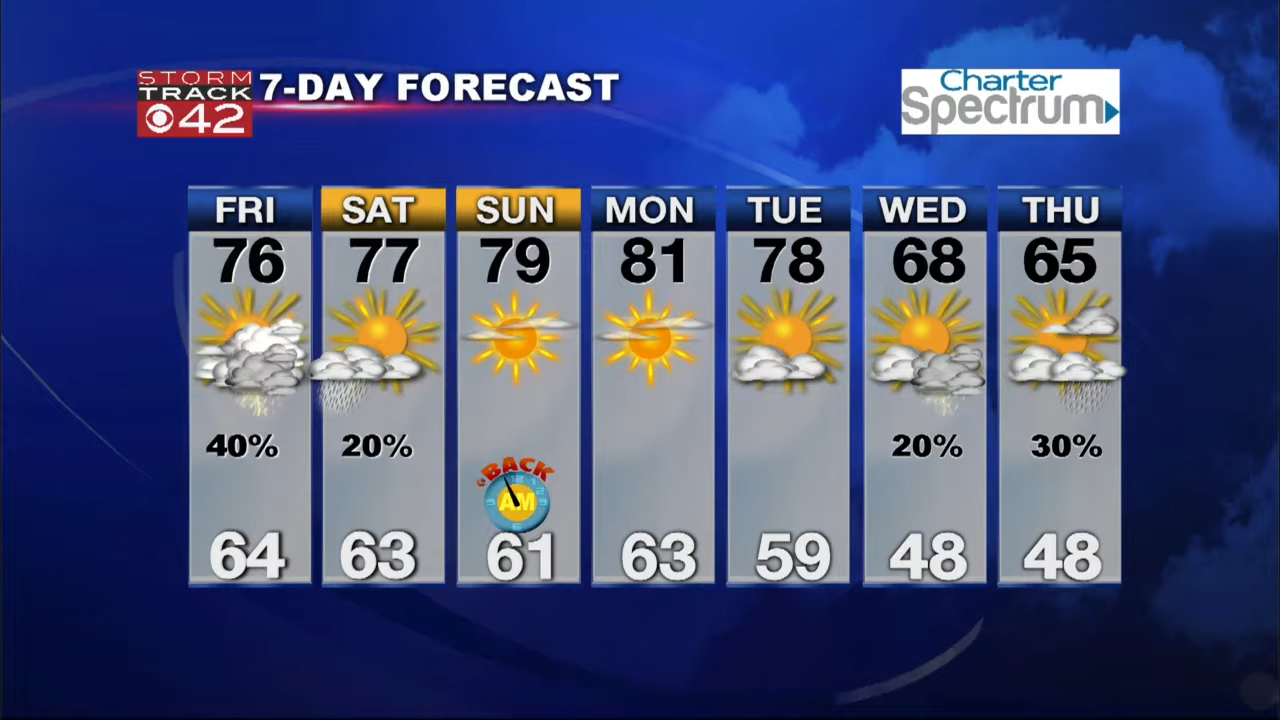 STORM
TRACK
42
7-DAY FORECAST
Charter
Spectrum
FRI SAT SUN MON TUE WED THU
76 77 79 81 78 68 65
40% 20% 20% 30%
BACK
AM
64 63 61 63 59 48 48